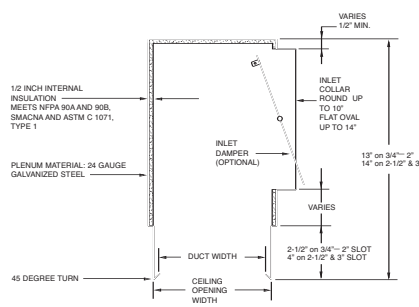 VARIES
1/2" MIN.
1/2 INCH INTERNAL
INSULATION
MEETS NFPA 90A AND 90B,
SMACNA AND ASTM C 1071,
TYPE 1
INLET
COLLAR
ROUND UP
TO 10"
FLAT OVAL
UP TO 14"
INLET
DAMPER
(OPTIONAL)
13" on 3/4"— 2"
14" on 2-1/2" & 3"
PLENUM MATERIAL: 24 GAUGE
GALVANIZED STEEL
VARIES
DUCT WIDTH
2-1/2" on 3/4"— 2" SLOT
4" on 2-1/2" & 3" SLOT
45 DEGREE TURN
CEILING
OPENING
WIDTH